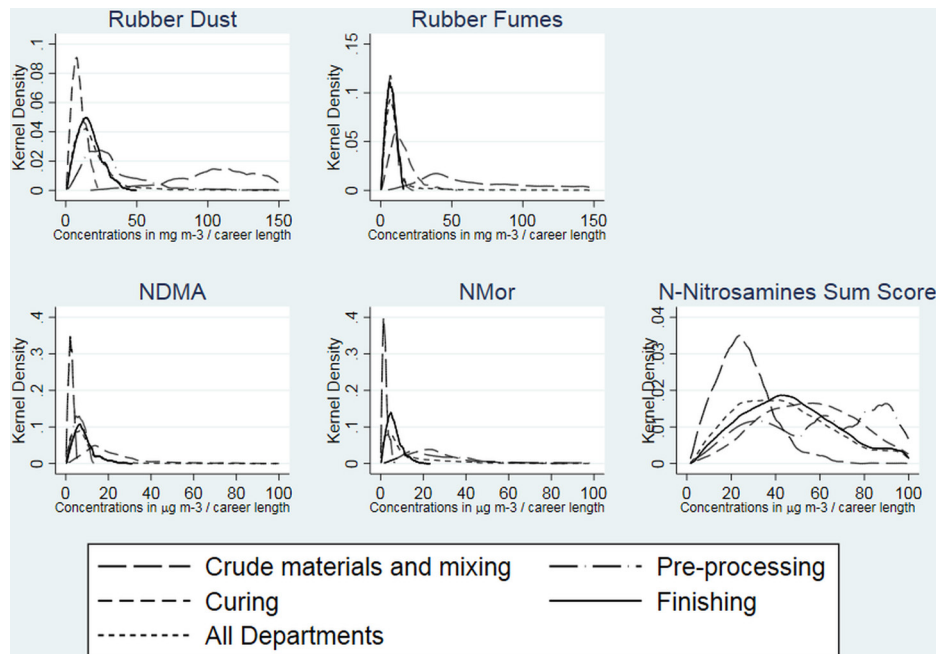 Rubber Dust
Rubber Fumes
Kernel Density
0 .02 .04 .06 .08 .1
0 50 100 150
Concentrations in mg m-3 / career length
Kernel Density
0 .05 .10 .15
0 50 100 150
Concentrations in mg m-3 / career length
NDMA
NMor
N-Nitrosamines Sum Score
Kernel Density
0 .1 .2 .3 .4
0 20 40 60 80 100
Concentrations in μg m-3 / career length
Kernel Density
0 .1 .2 .3 .4
0 20 40 60 80 100
Concentrations in μg m-3 / career length
Kernel Density
0 .01 .02 .03 .04
0 20 40 60 80 100
Concentrations in μg m-3 / career length
Crude materials and mixing
Pre-processing
Curing
Finishing
All Departments